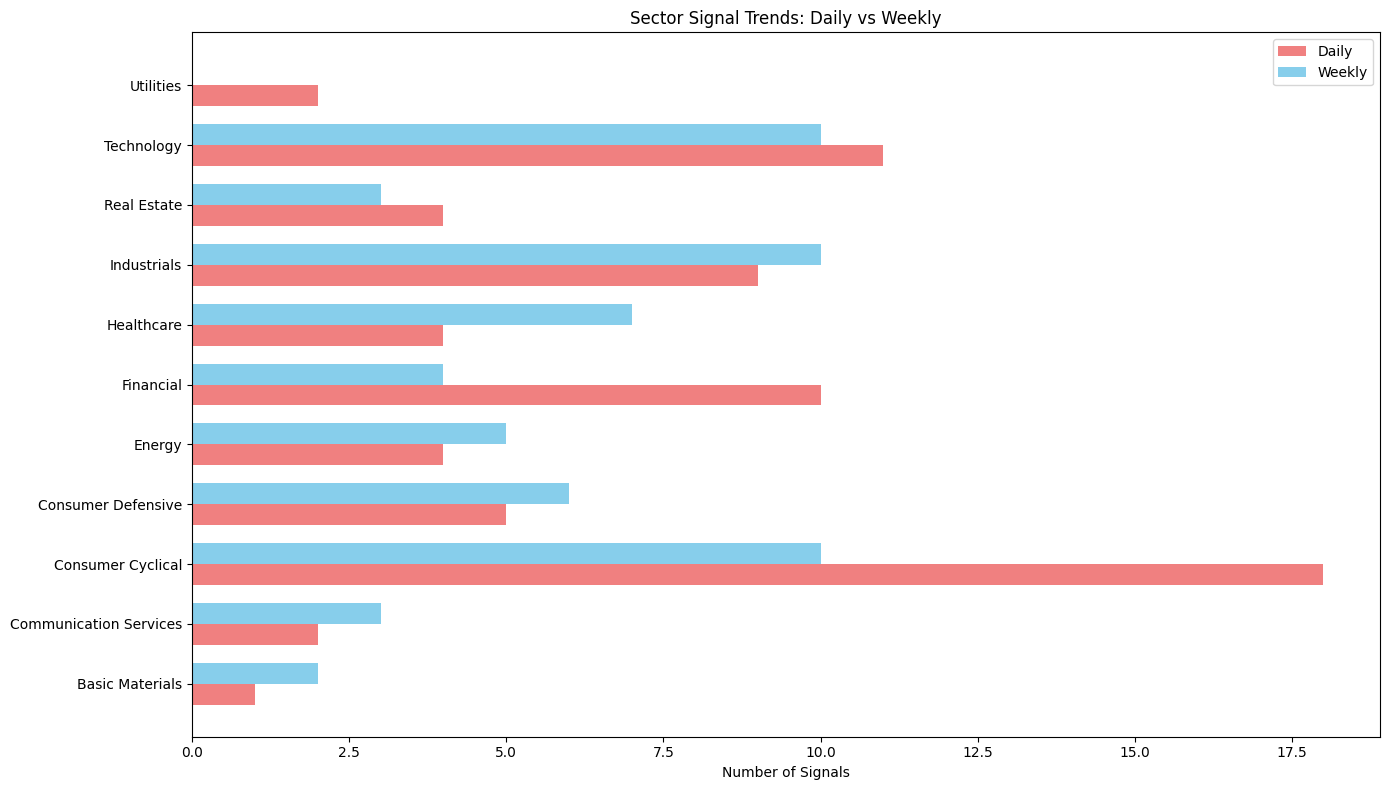 Sector Signal Trends: Daily vs Weekly
Daily
Weekly
Utilities
Technology
Real Estate
Industrials
Healthcare
Financial
Energy
Consumer Defensive
Consumer Cyclical
Communication Services
Basic Materials
0.0 2.5 5.0 7.5 10.0 12.5 15.0 17.5
Number of Signals